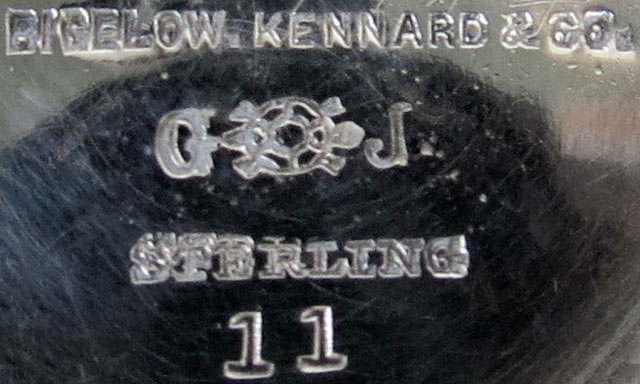 BIGELOW, KENNARD & CO.
G J
STERLING
11